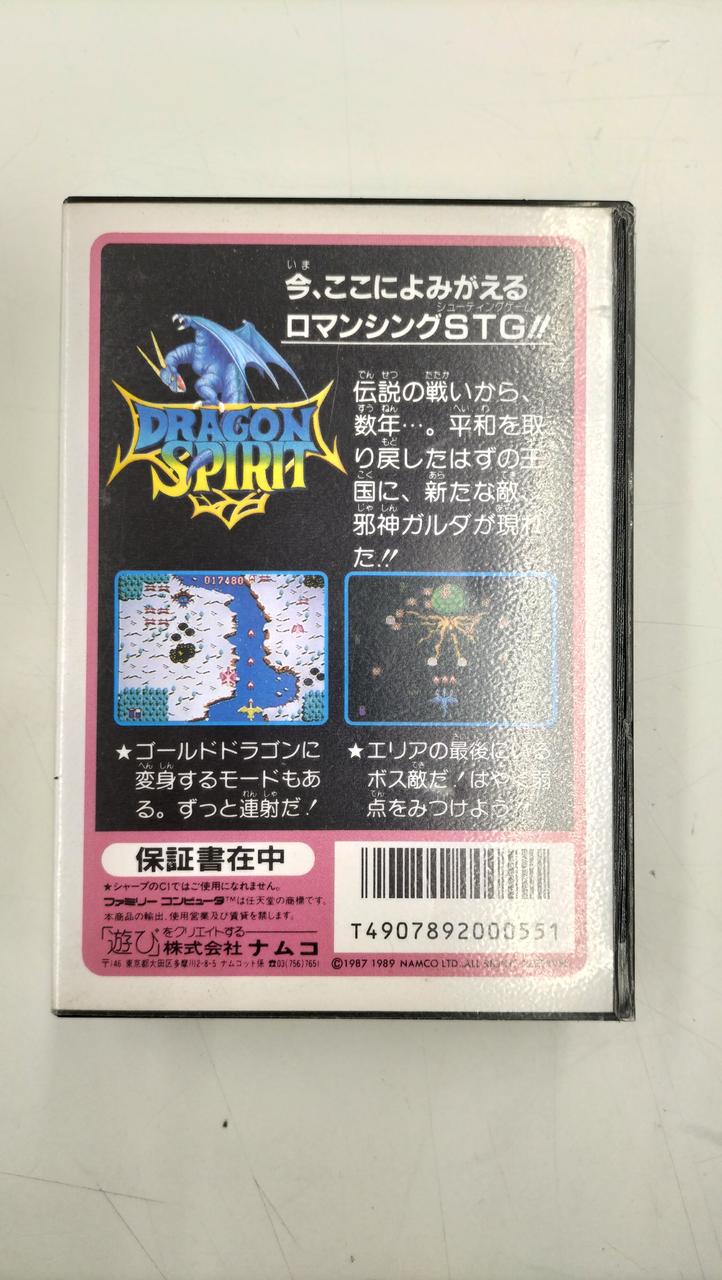 今、ここによみがえる
ロマンシングSTG!!
DRAGON
SPIRIT
伝説の戦いから、
数年…。平和を取
り戻したはずの王
国に、新たな敵、
邪神ガルダが現れ
た!!
017480
★ゴールドドラゴンに
変身するモードもあ
る。ずっと連射だ!
★エリアの最後にいる
ボス敵だ!はやく弱
点をみつけよう!!
保証書在中
★シャープのC1ではご使用になれません。
ファミリー コンピュータ™は任天堂の商標です。
本商品の輸出、使用営業及び賃貸を禁じます。
「遊び」をクリエイトする
株式会社 ナムコ
〒146 東京都大田区多摩川2-8-5 ナムコット係 ☎03(756)7651
T4907892000551
©1987 1989 NAMCO LTD.,ALL RIGHTS RESERVED